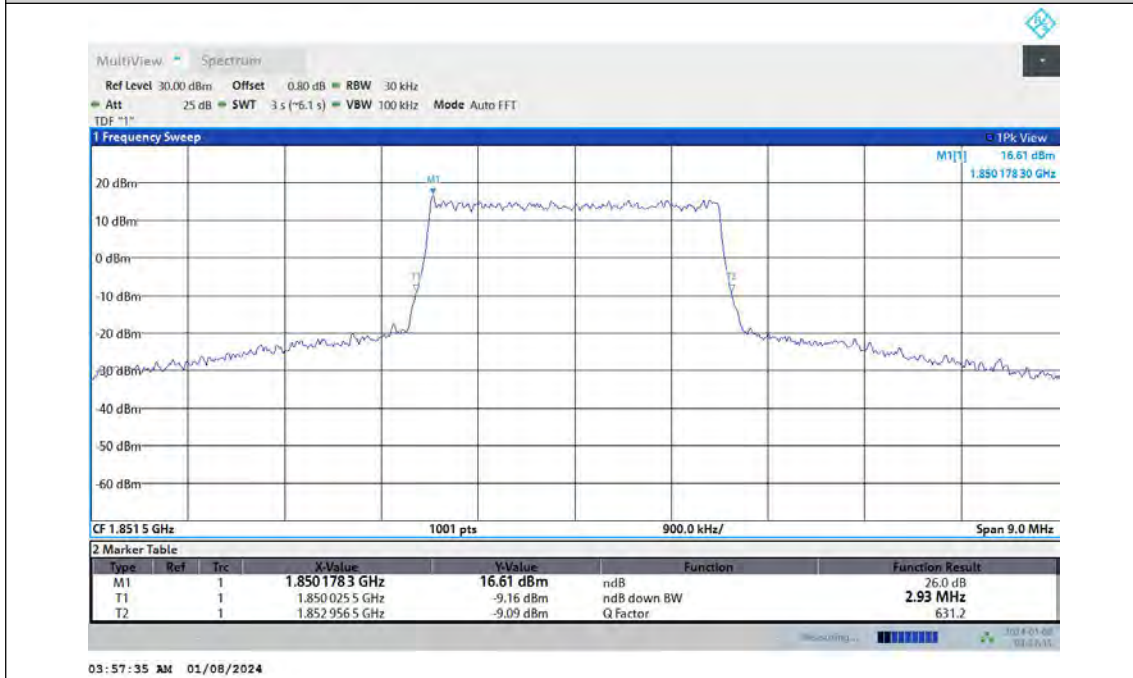 MultiView Spectrum
Ref Level 30.00 dBm Offset 0.80 dB RBW 30 kHz
Att 25 dB SWT 3 s (~6.1 s) VBW 100 kHz Mode Auto FFT
TDF "1"
1 Frequency Sweep 1Pk View
M1[1] 16.61 dBm
1.850 178 30 GHz
M1
20 dBm
10 dBm
0 dBm
T1 T2
-10 dBm
-20 dBm
-30 dBm
-40 dBm
-50 dBm
-60 dBm
CF 1.851 5 GHz 1001 pts 900.0 kHz/ Span 9.0 MHz
2 Marker Table
Type Ref Trc X-Value Y-Value Function Function Result
M1 1 1.850 178 3 GHz 16.61 dBm ndB 26.0 dB
T1 1 1.850 025 5 GHz -9.16 dBm ndB down BW 2.93 MHz
T2 1 1.852 956 5 GHz -9.09 dBm Q Factor 631.2
Measuring...
03:57:35 AM 01/08/2024